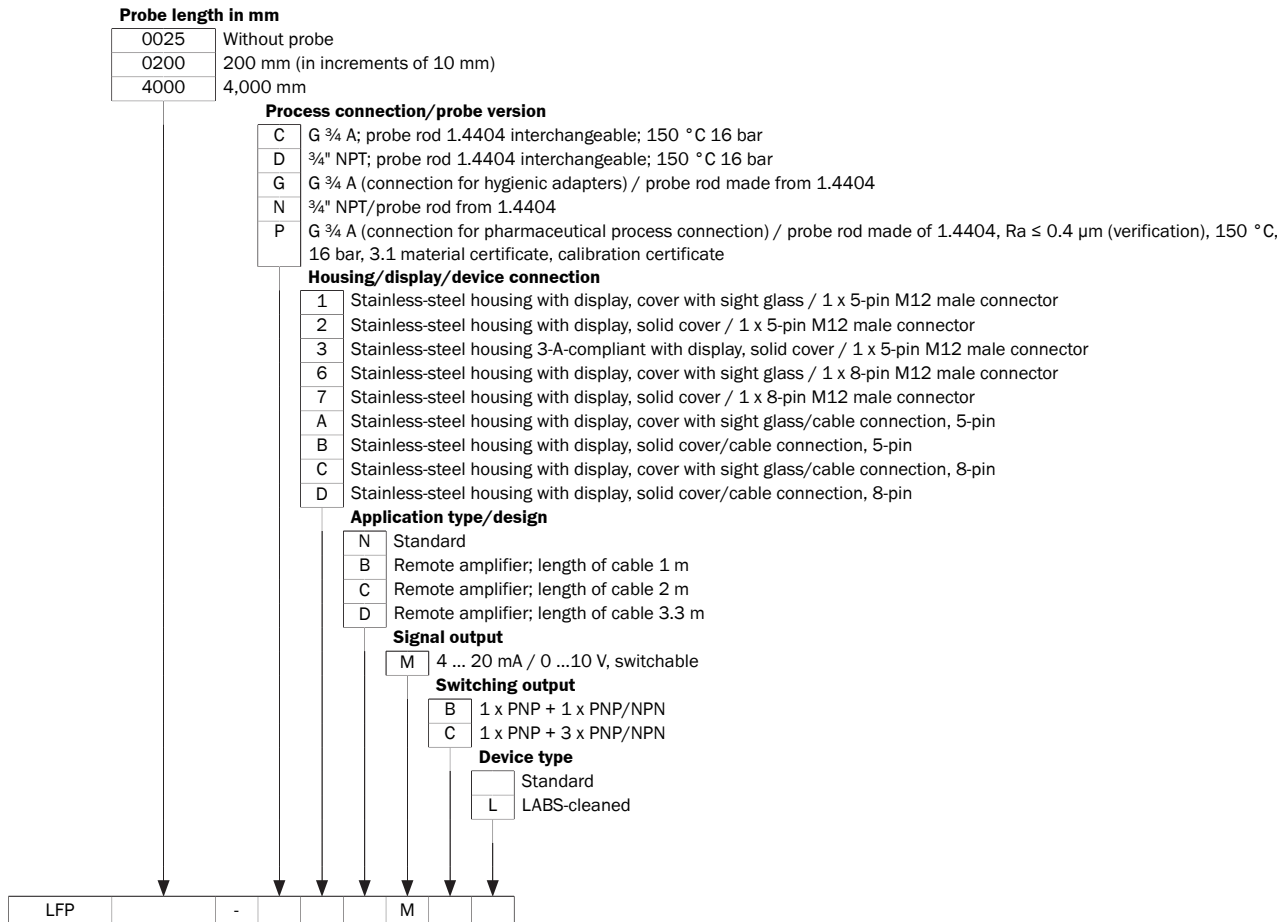 Probe length in mm
0025 Without probe
0200 200 mm (in increments of 10 mm)
4000 4,000 mm
Process connection/probe version
C G ¾ A; probe rod 1.4404 interchangeable; 150 °C 16 bar
D ¾" NPT; probe rod 1.4404 interchangeable; 150 °C 16 bar
G G ¾ A (connection for hygienic adapters) / probe rod made from 1.4404
N ¾" NPT/probe rod from 1.4404
P G ¾ A (connection for pharmaceutical process connection) / probe rod made of 1.4404, Ra ≤ 0.4 µm (verification), 150 °C,
16 bar, 3.1 material certificate, calibration certificate
Housing/display/device connection
1 Stainless-steel housing with display, cover with sight glass / 1 x 5-pin M12 male connector
2 Stainless-steel housing with display, solid cover / 1 x 5-pin M12 male connector
3 Stainless-steel housing 3-A-compliant with display, solid cover / 1 x 5-pin M12 male connector
6 Stainless-steel housing with display, cover with sight glass / 1 x 8-pin M12 male connector
7 Stainless-steel housing with display, solid cover / 1 x 8-pin M12 male connector
A Stainless-steel housing with display, cover with sight glass/cable connection, 5-pin
B Stainless-steel housing with display, solid cover/cable connection, 5-pin
C Stainless-steel housing with display, cover with sight glass/cable connection, 8-pin
D Stainless-steel housing with display, solid cover/cable connection, 8-pin
Application type/design
N Standard
B Remote amplifier; length of cable 1 m
C Remote amplifier; length of cable 2 m
D Remote amplifier; length of cable 3.3 m
Signal output
M 4 ... 20 mA / 0 ...10 V, switchable
Switching output
B 1 x PNP + 1 x PNP/NPN
C 1 x PNP + 3 x PNP/NPN
Device type
Standard
L LABS-cleaned
LFP - M